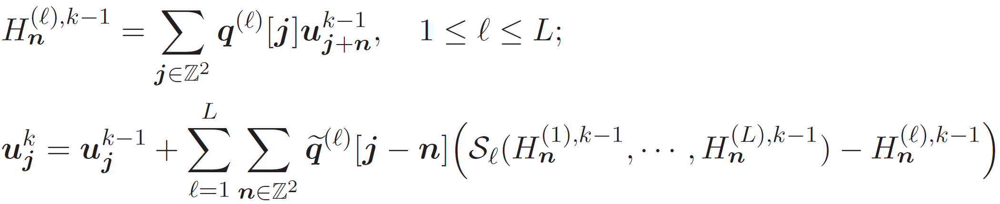 $H_{\boldsymbol{n}}^{(\ell),k-1} = \sum_{\boldsymbol{j}\in\mathbb{Z}^2} \boldsymbol{q}^{(\ell)}[\boldsymbol{j}]\boldsymbol{u}_{\boldsymbol{j}+\boldsymbol{n}}^{k-1}, \quad 1 \leq \ell \leq L;$
$\boldsymbol{u}_{\boldsymbol{j}}^{k} = \boldsymbol{u}_{\boldsymbol{j}}^{k-1} + \sum_{\ell=1}^{L} \sum_{\boldsymbol{n}\in\mathbb{Z}^2} \widetilde{\boldsymbol{q}}^{(\ell)}[\boldsymbol{j}-\boldsymbol{n}]\Big(\mathcal{S}_{\ell}(H_{\boldsymbol{n}}^{(1),k-1}, \cdots, H_{\boldsymbol{n}}^{(L),k-1}) - H_{\boldsymbol{n}}^{(\ell),k-1}\Big)$